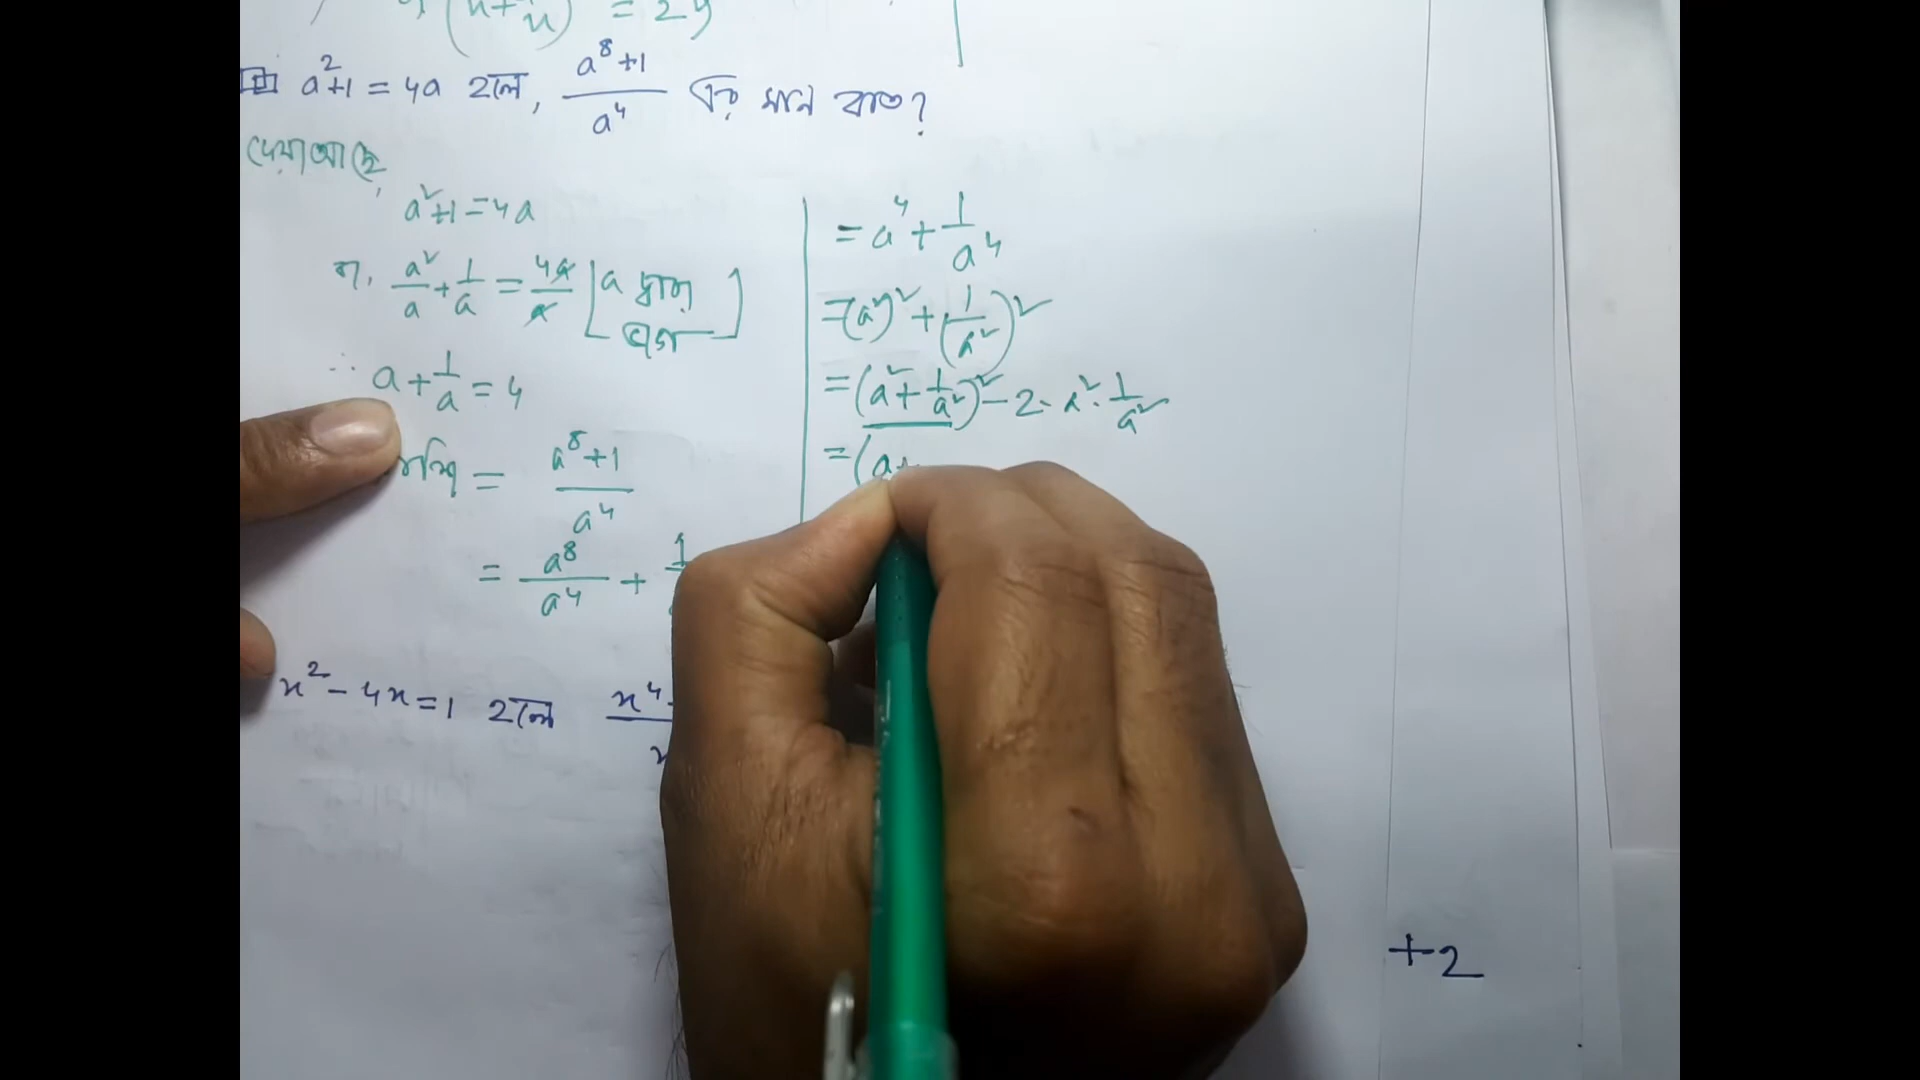 a²+1 = 4a হলে, (a⁸+1)/a⁴ এর মান কত?
দেয়া আছে,
a²+1 = 4a
বা, a²/a + 1/a = 4a/a [a দ্বারা ভাগ]
∴ a + 1/a = 4
রাশি = (a⁸+1)/a⁴
= a⁸/a⁴ + 1
= a⁴ + 1/a⁴
= (a²)² + (1/a²)²
= (a² + 1/a²)² - 2 · a² · 1/a²
= (a+
x² - 4x = 1 হলে x⁴
+2